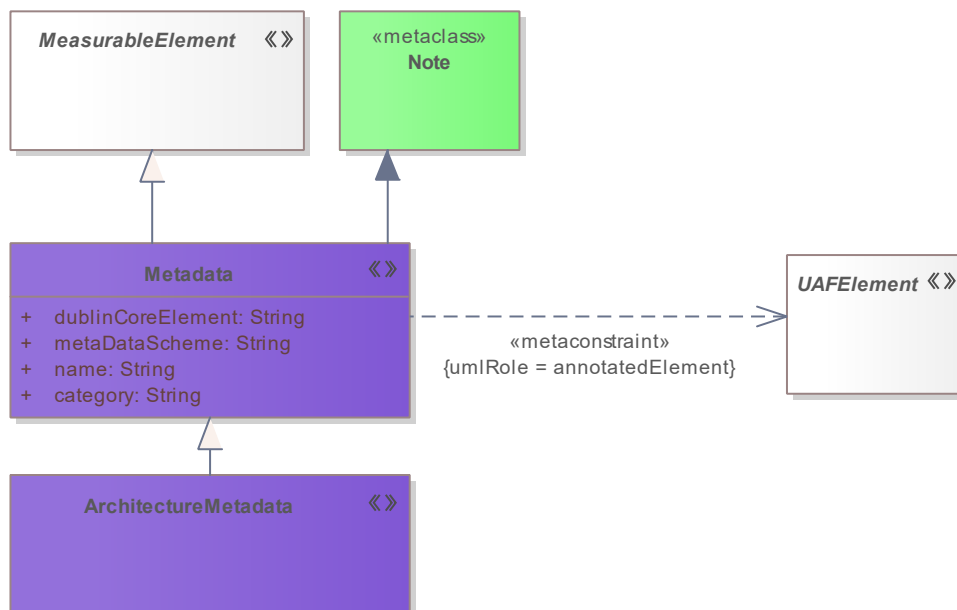 MeasurableElement «»
«metaclass»
Note
Metadata «»
+ dublinCoreElement: String
+ metaDataScheme: String
+ name: String
+ category: String
«metaconstraint»
{umlRole = annotatedElement}
UAFElement «»
ArchitectureMetadata «»